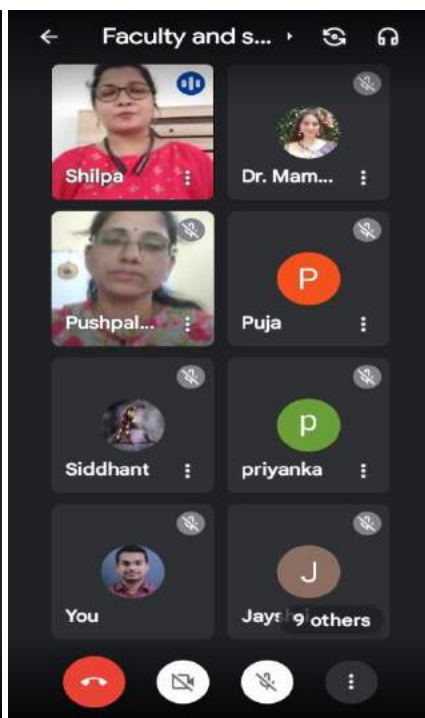 Faculty and s...
Shilpa
Dr. Mam...
P
Pushpal...
Puja
p
Siddhant
priyanka
J
You
9 others